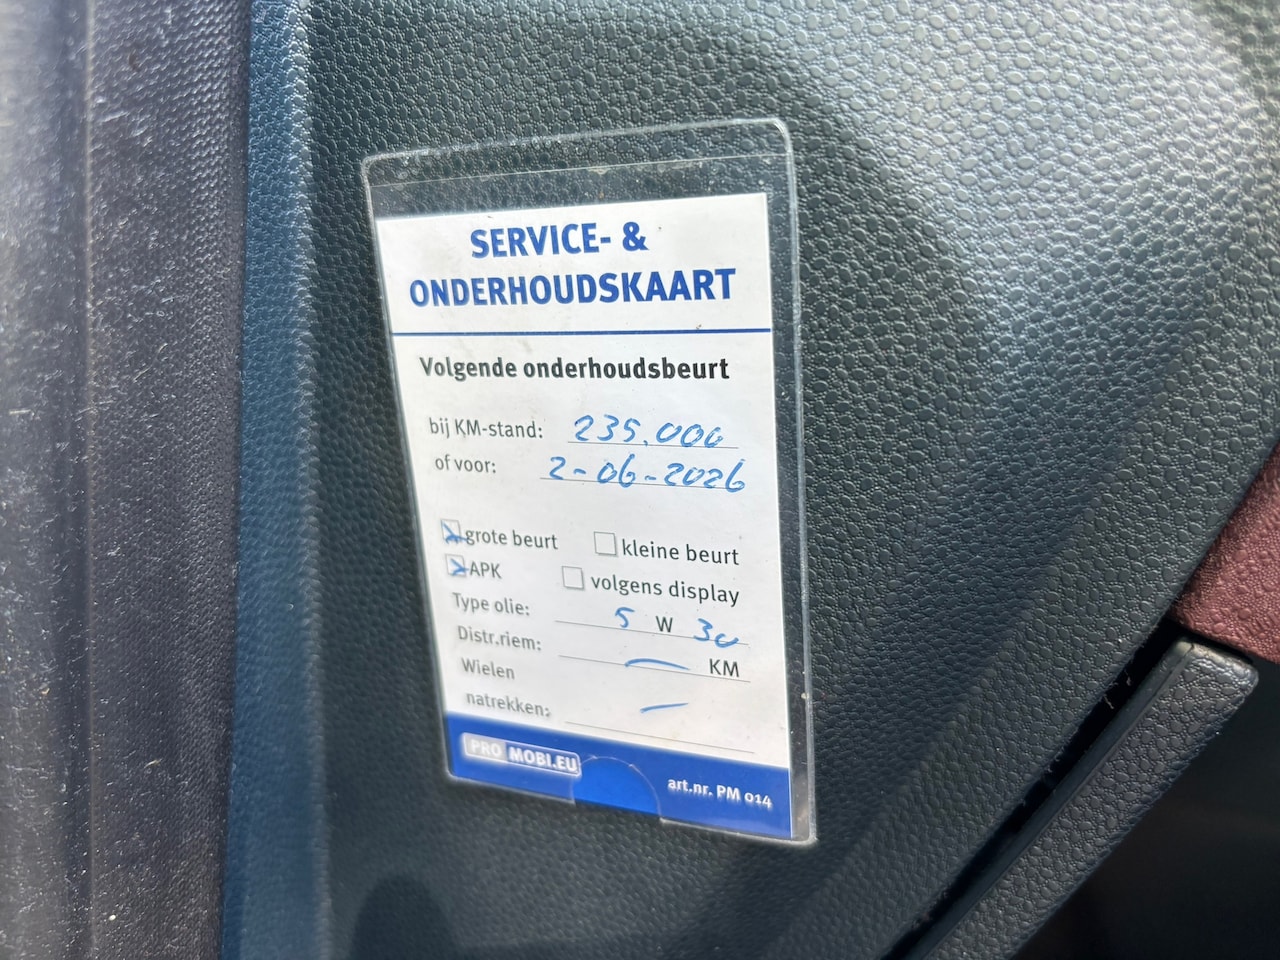 SERVICE- &
ONDERHOUDSKAART
Volgende onderhoudsbeurt
bij KM-stand: 235.000
of voor: 2-06-2026
grote beurt kleine beurt
APK volgens display
Type olie: 5 W 30
Distr.riem: — KM
Wielen
natrekken: —
PRO MOBI.EU art.nr. PM 014